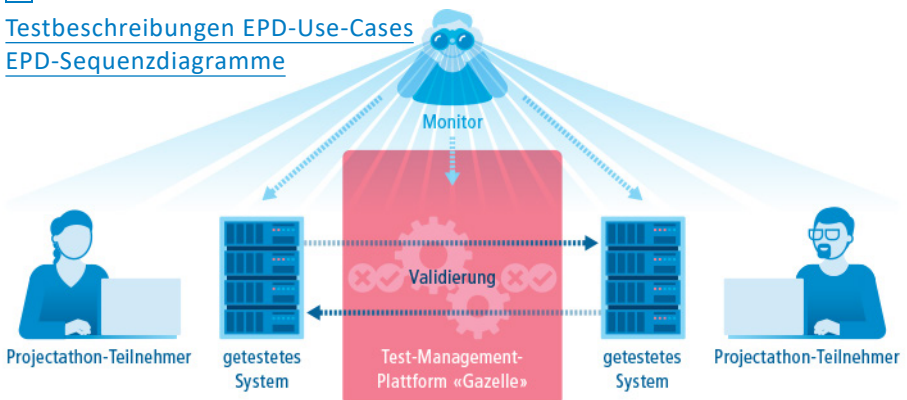 Testbeschreibungen EPD-Use-Cases
EPD-Sequenzdiagramme
Monitor
Validierung
Projectathon-Teilnehmer
getestetes
System
Test-Management-
Plattform «Gazelle»
getestetes
System
Projectathon-Teilnehmer